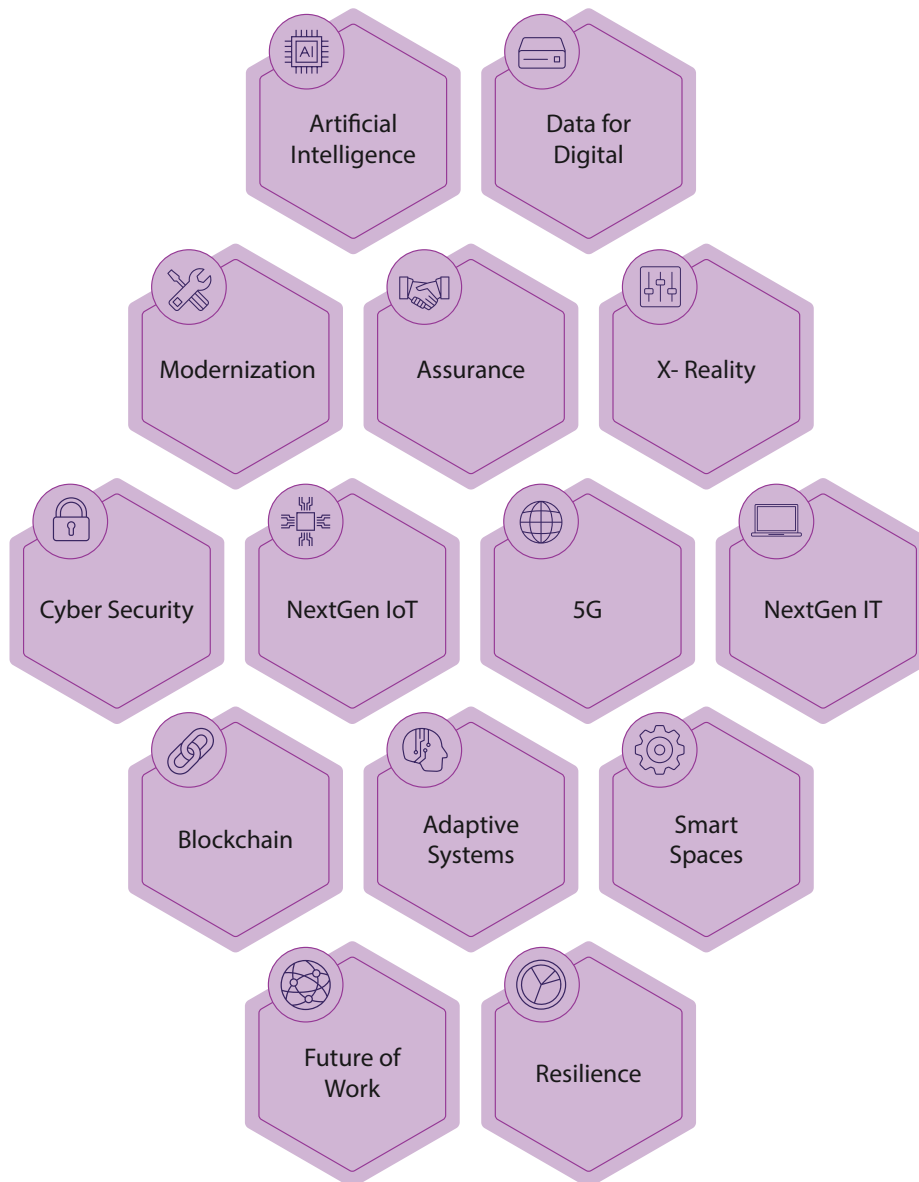 AI
Artificial
Intelligence
Data for
Digital
Modernization
Assurance
X- Reality
Cyber Security
NextGen IoT
5G
NextGen IT
Blockchain
Adaptive
Systems
Smart
Spaces
Future of
Work
Resilience